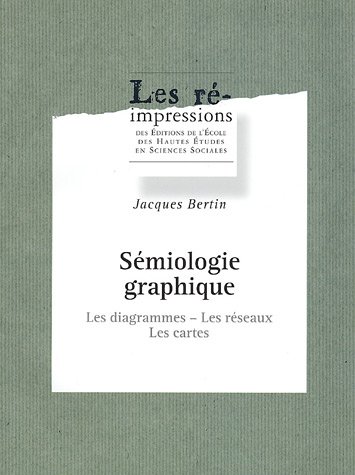 Les ré-
impressions
DES ÉDITIONS DE L'ÉCOLE
DES HAUTES ÉTUDES
EN SCIENCES SOCIALES
Jacques Bertin
Sémiologie
graphique
Les diagrammes – Les réseaux
Les cartes